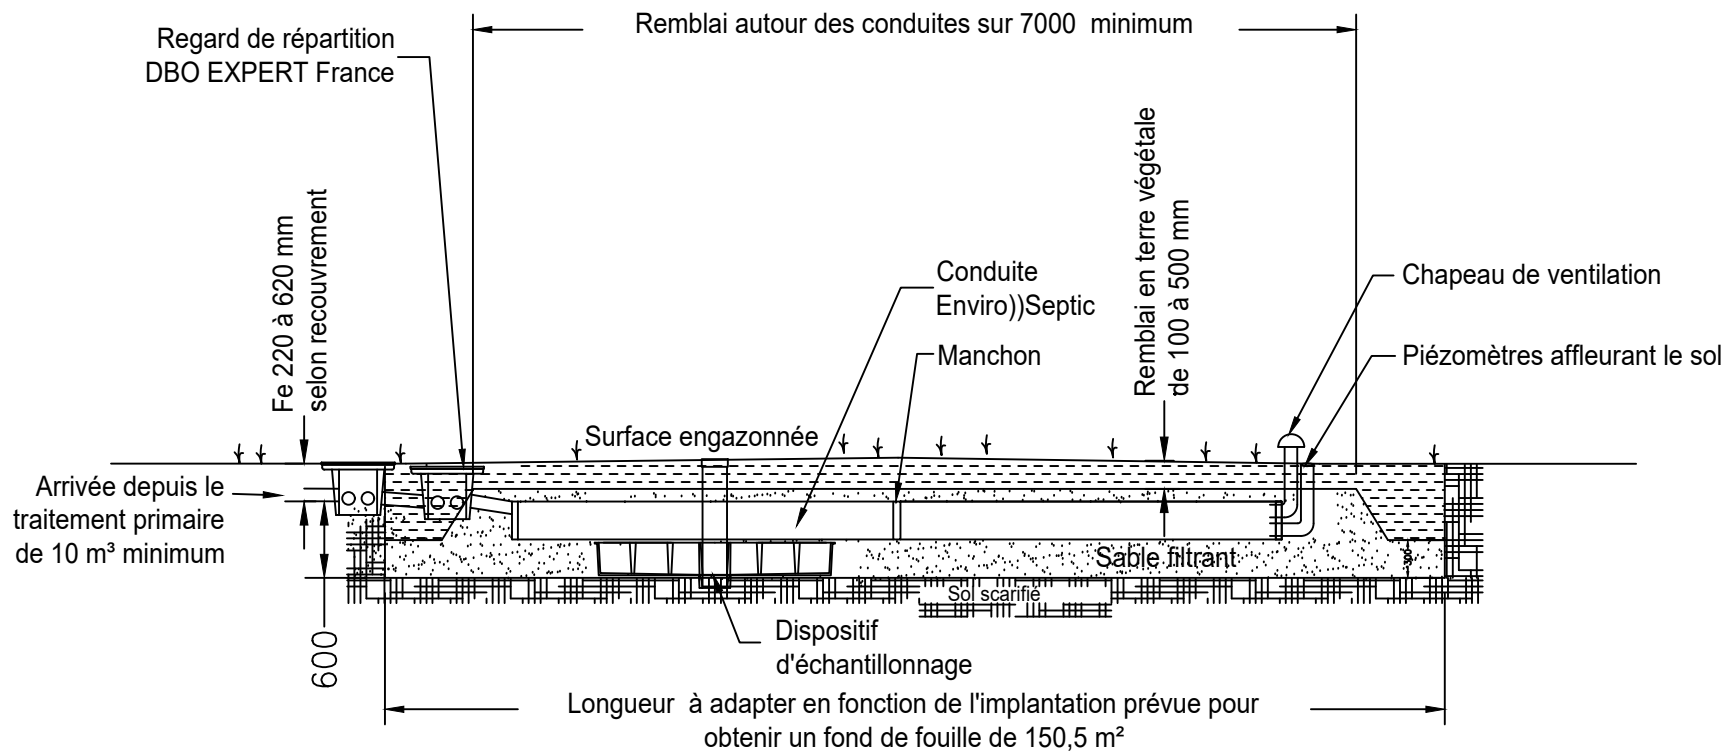 Remblai autour des conduites sur 7000 minimum
Regard de répartition
DBO EXPERT France
Fe 220 à 620 mm
selon recouvrement
Remblai en terre végétale
de 100 à 500 mm
Conduite
Enviro))Septic
Manchon
Chapeau de ventilation
Piézomètres affleurant le sol
Surface engazonnée
Arrivée depuis le
traitement primaire
de 10 m³ minimum
Sable filtrant
300
Sol scarifié
600
Dispositif
d'échantillonnage
Longueur à adapter en fonction de l'implantation prévue pour
obtenir un fond de fouille de 150,5 m²